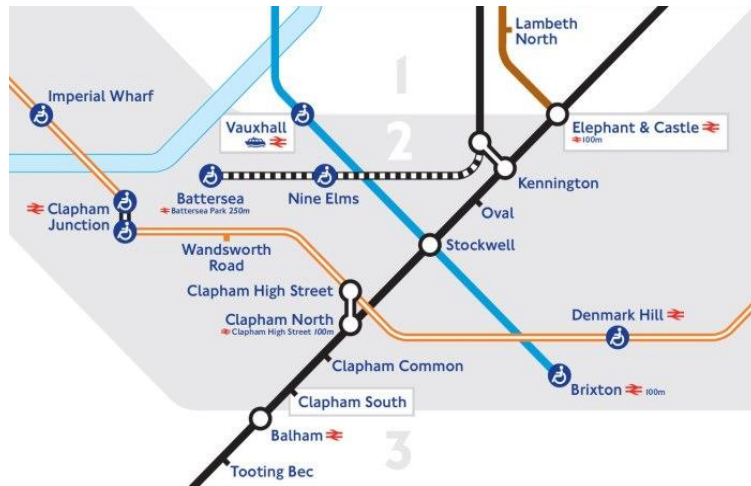 Lambeth
North
1
Imperial Wharf
Vauxhall
2
Elephant & Castle
100m
Battersea
Battersea Park 250m
Nine Elms
Kennington
Clapham
Junction
Oval
Wandsworth
Road
Stockwell
Clapham High Street
Clapham North
Clapham High Street 100m
Denmark Hill
Clapham Common
Brixton
100m
Clapham South
Balham
3
Tooting Bec